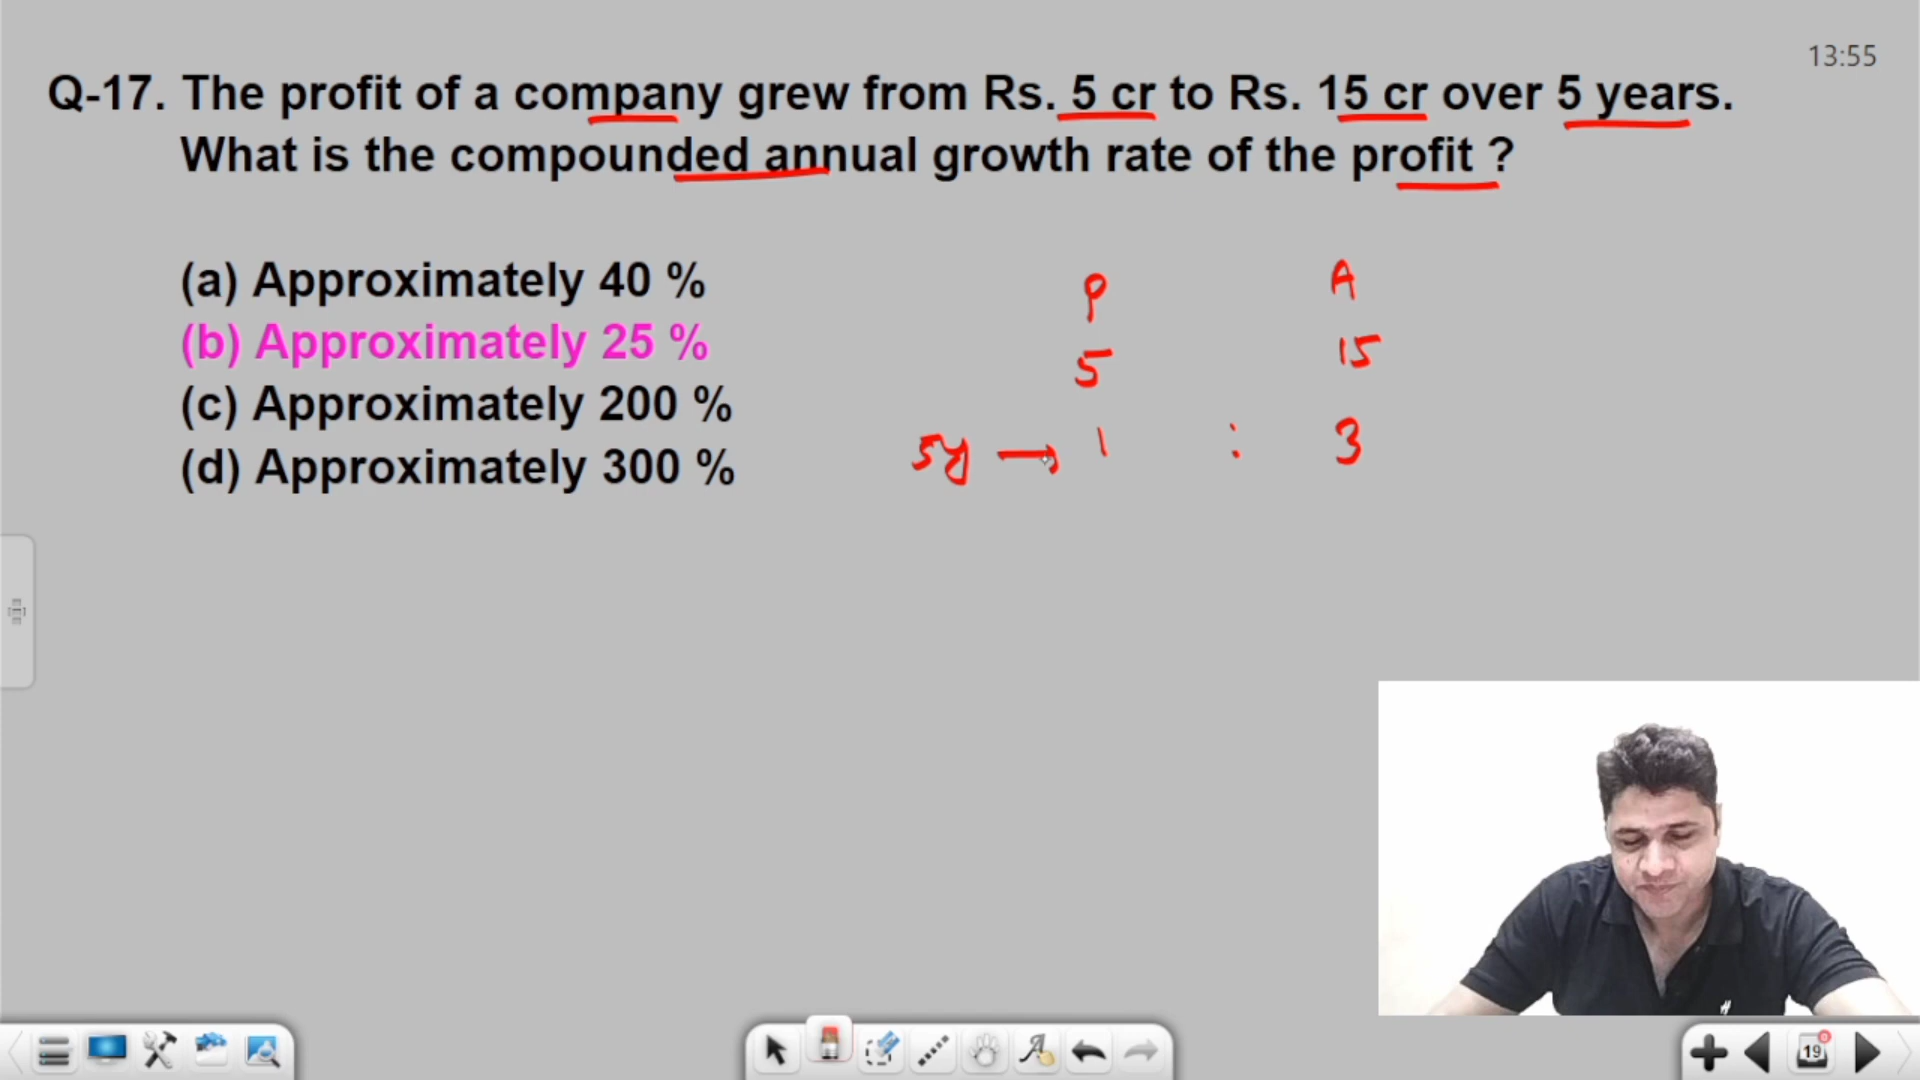 13:55
Q-17. The profit of a company grew from Rs. 5 cr to Rs. 15 cr over 5 years.
What is the compounded annual growth rate of the profit ?
(a) Approximately 40 %
(b) Approximately 25 %
(c) Approximately 200 %
(d) Approximately 300 %
P A
5 15
5y → 1 : 3
19
0